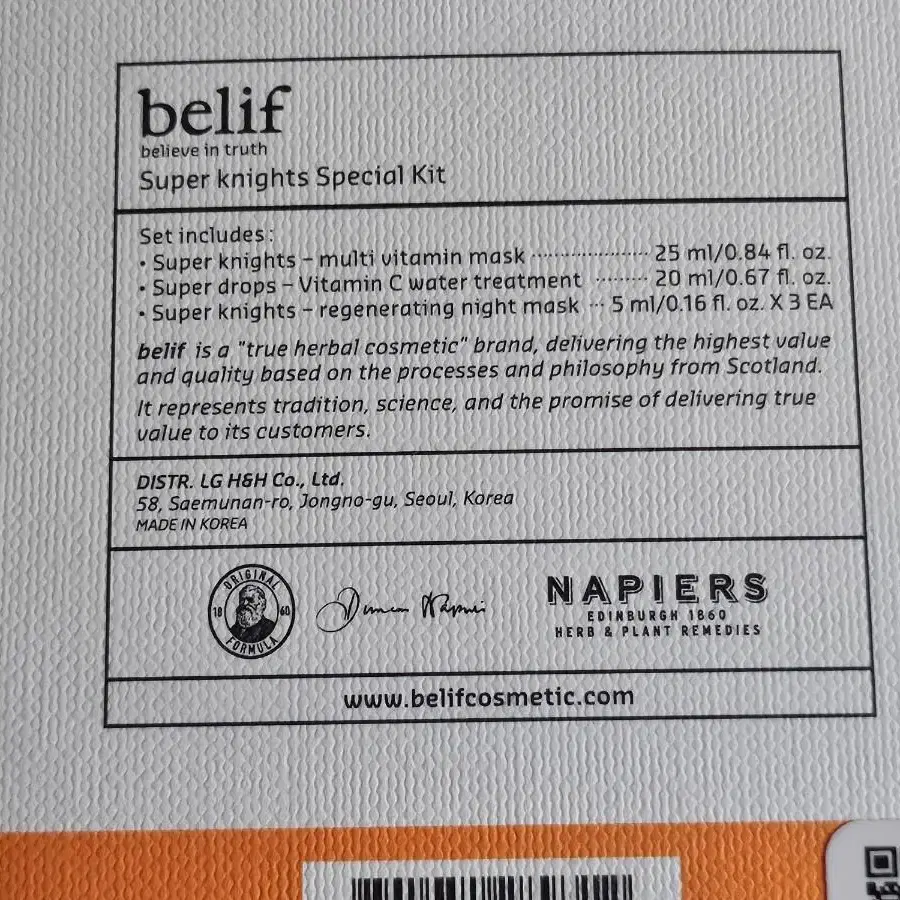 belif
believe in truth
Super knights Special Kit
Set includes:
• Super knights – multi vitamin mask ········· 25 ml/0.84 fl. oz.
• Super drops – Vitamin C water treatment ········· 20 ml/0.67 fl. oz.
• Super knights – regenerating night mask ··· 5 ml/0.16 fl. oz. X 3 EA
belif is a "true herbal cosmetic" brand, delivering the highest value
and quality based on the processes and philosophy from Scotland.
It represents tradition, science, and the promise of delivering true
value to its customers.
DISTR. LG H&H Co., Ltd.
58, Saemunan-ro, Jongno-gu, Seoul, Korea
MADE IN KOREA
ORIGINAL
18 60
FORMULA
Duncan Napier
NAPIERS
EDINBURGH 1860
HERB & PLANT REMEDIES
www.belifcosmetic.com